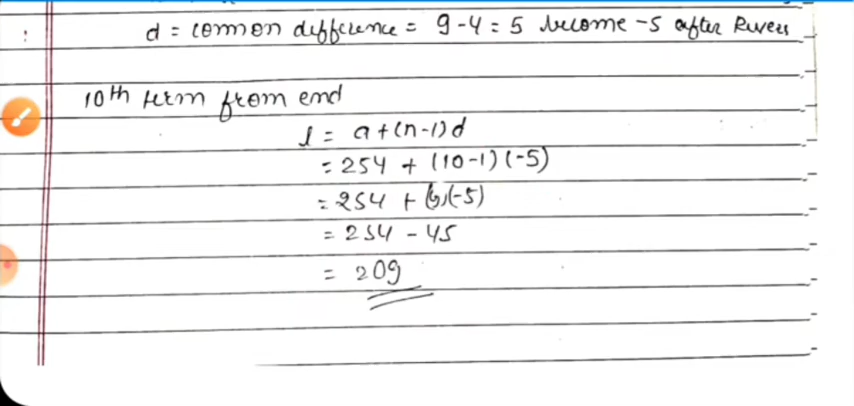 d = common difference = 9-4 = 5 become -5 after Rivers
10th term from end
l = a+(n-1)d
= 254 + (10-1)(-5)
= 254 + (9)(-5)
= 254 - 45
= 209